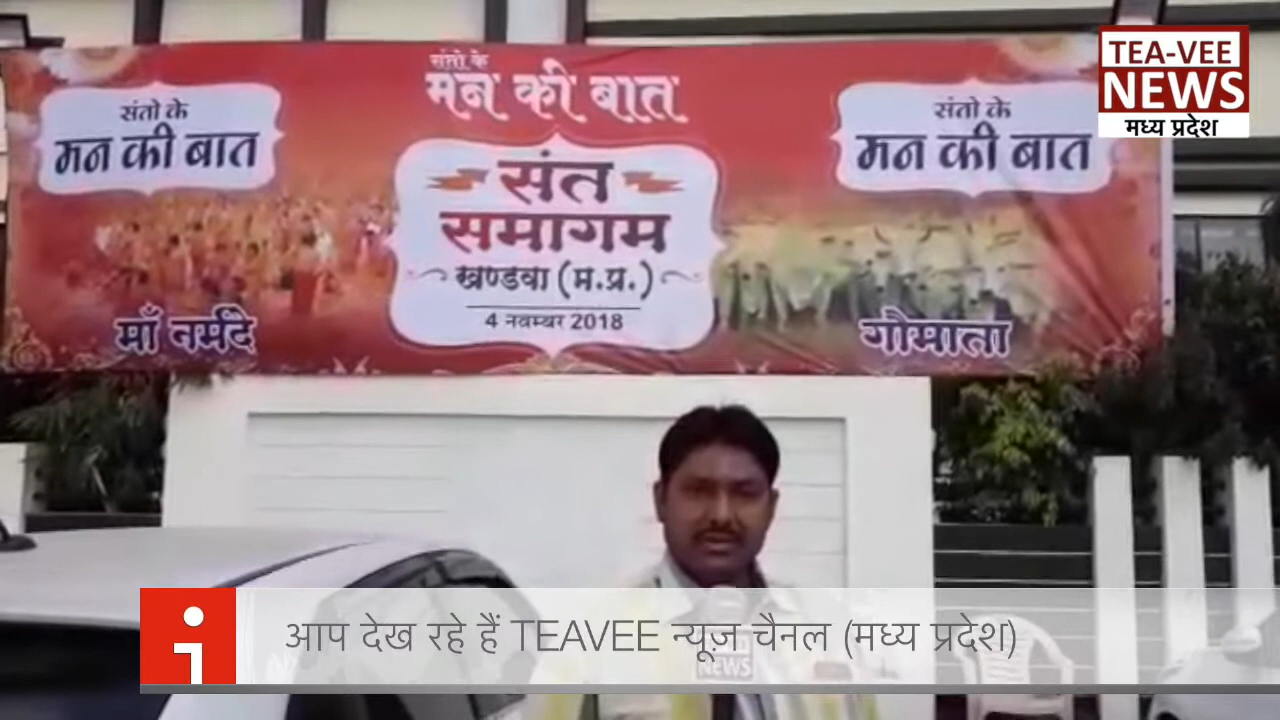 संतो के
मन की बात
संतो के
मन की बात
संत
समागम
खण्डवा (म.प्र.)
4 नवम्बर 2018
संतो के
मन की बात
माँ नर्मदे
गौमाता
TEA-VEE
NEWS
मध्य प्रदेश
i
आप देख रहे हैं TEAVEE न्यूज़ चैनल (मध्य प्रदेश)
NEWS